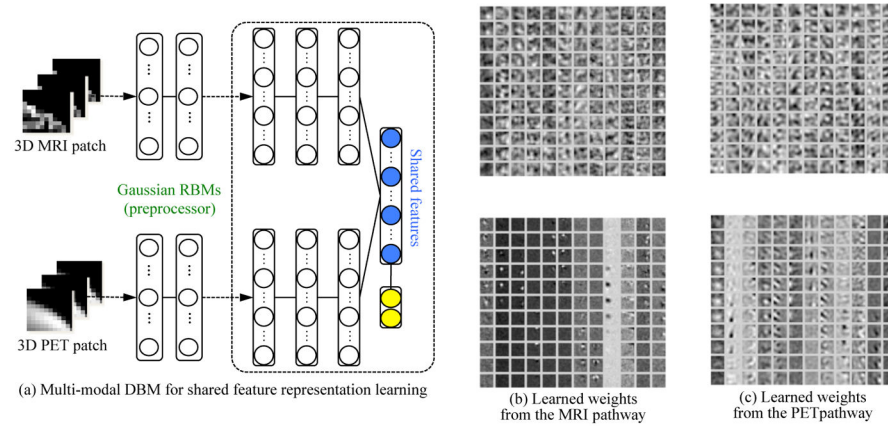 3D MRI patch
Gaussian RBMs
(preprocessor)
Shared features
3D PET patch
(a) Multi-modal DBM for shared feature representation learning
(b) Learned weights
from the MRI pathway
(c) Learned weights
from the PETpathway